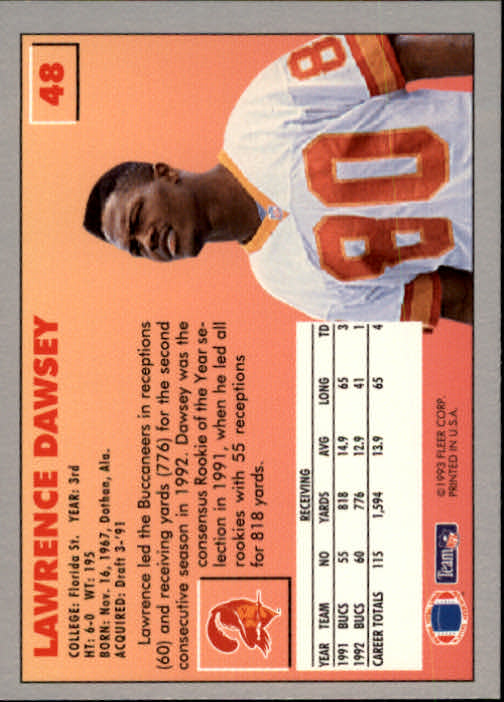 LAWRENCE DAWSEY
48
COLLEGE: Florida St. YEAR: 3rd
HT: 6-0 WT: 195
BORN: Nov. 16, 1967, Dothan, Ala.
ACQUIRED: Draft 3-'91
Lawrence led the Buccaneers in receptions
(60) and receiving yards (776) for the second
consecutive season in 1992. Dawsey was the
consensus Rookie of the Year se-
lection in 1991, when he led all
rookies with 55 receptions
for 818 yards.
80
8
RECEIVING
YEAR TEAM NO YARDS AVG LONG TD
1991 BUCS 55 818 14.9 65 3
1992 BUCS 60 776 12.9 41 1
CAREER TOTALS 115 1,594 13.9 65 4
Team NFL
©1993 FLEER CORP.
PRINTED IN U.S.A.